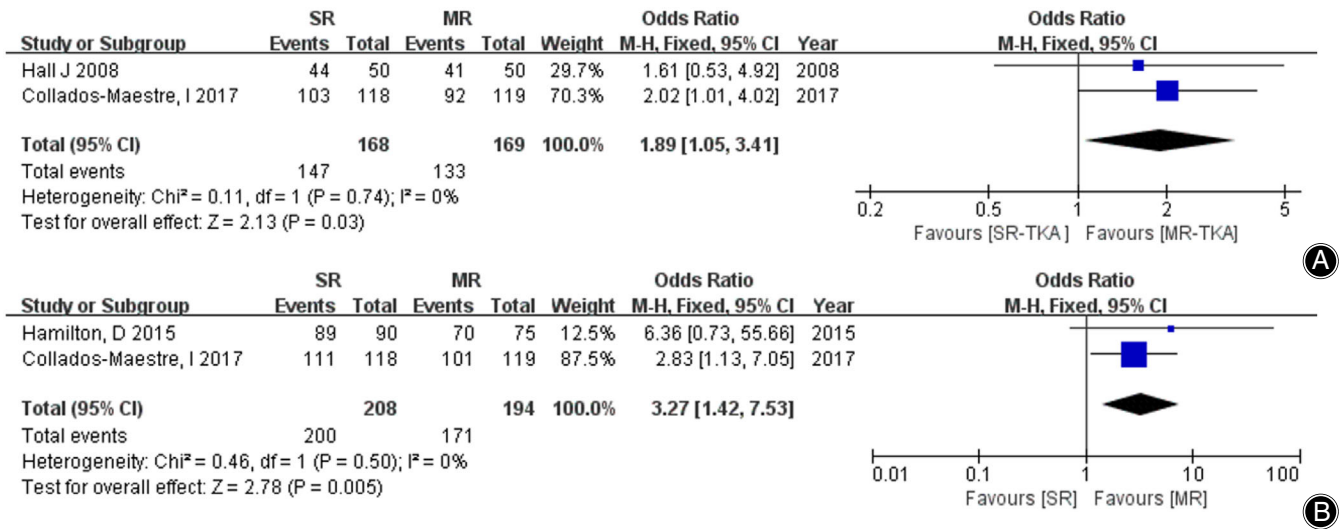 SR MR Odds Ratio Odds Ratio
Study or Subgroup Events Total Events Total Weight M-H, Fixed, 95% CI Year M-H, Fixed, 95% CI
Hall J 2008 44 50 41 50 29.7% 1.61 [0.53, 4.92] 2008
Collados-Maestre, I 2017 103 118 92 119 70.3% 2.02 [1.01, 4.02] 2017
Total (95% CI) 168 169 100.0% 1.89 [1.05, 3.41]
Total events 147 133
Heterogeneity: Chi² = 0.11, df = 1 (P = 0.74); I² = 0%
Test for overall effect: Z = 2.13 (P = 0.03)
0.2 0.5 1 2 5
Favours [SR-TKA] Favours [MR-TKA]
A
SR MR Odds Ratio Odds Ratio
Study or Subgroup Events Total Events Total Weight M-H, Fixed, 95% CI Year M-H, Fixed, 95% CI
Hamilton, D 2015 89 90 70 75 12.5% 6.36 [0.73, 55.66] 2015
Collados-Maestre, I 2017 111 118 101 119 87.5% 2.83 [1.13, 7.05] 2017
Total (95% CI) 208 194 100.0% 3.27 [1.42, 7.53]
Total events 200 171
Heterogeneity: Chi² = 0.46, df = 1 (P = 0.50); I² = 0%
Test for overall effect: Z = 2.78 (P = 0.005)
0.01 0.1 1 10 100
Favours [SR] Favours [MR]
B